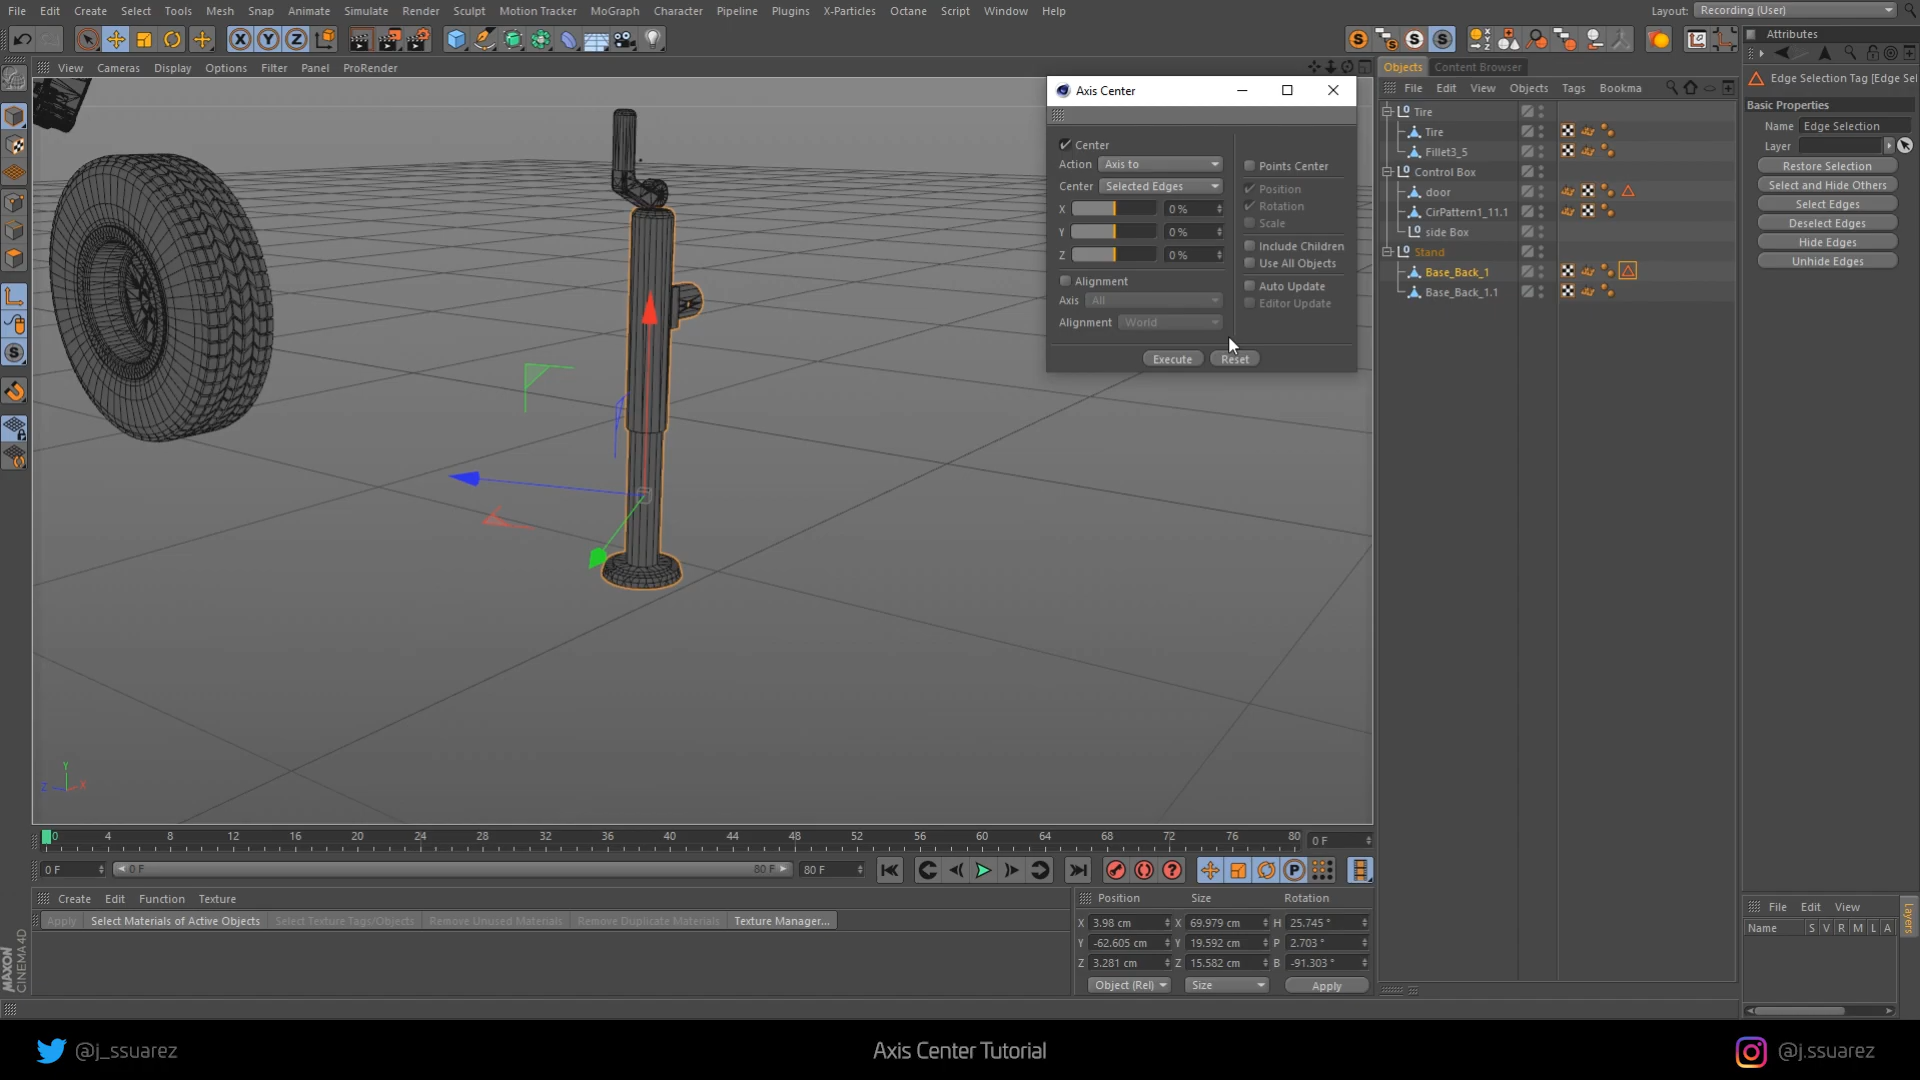 File Edit Create Select Tools Mesh Snap Animate Simulate Render Sculpt Motion Tracker MoGraph Character Pipeline Plugins X-Particles Octane Script Window Help
Layout: Recording (User)
View Cameras Display Options Filter Panel ProRender
Axis Center
Center
Action Axis to
Center Selected Edges
X 0 %
Y 0 %
Z 0 %
Alignment
Axis All
Alignment World
Points Center
Position
Rotation
Scale
Include Children
Use All Objects
Auto Update
Editor Update
Execute Reset
Objects Content Browser
File Edit View Objects Tags Bookma
Tire
Tire
Fillet3_5
Control Box
door
CirPattern1_11.1
side Box
Stand
Base_Back_1
Base_Back_1.1
Attributes
Edge Selection Tag [Edge Sel
Basic Properties
Name Edge Selection
Layer
Restore Selection
Select and Hide Others
Select Edges
Deselect Edges
Hide Edges
Unhide Edges
Y
Z X
0 4 8 12 16 20 24 28 32 36 40 44 48 52 56 60 64 68 72 76 80 0 F
0 F 0 F 80 F 80 F
Create Edit Function Texture
Apply Select Materials of Active Objects Select Texture Tags/Objects Remove Unused Materials Remove Duplicate Materials Texture Manager...
MAXON
CINEMA 4D
Position Size Rotation
X 3.98 cm X 69.979 cm H 25.745 °
Y -62.605 cm Y 19.592 cm P 2.703 °
Z 3.281 cm Z 15.582 cm B -91.303 °
Object (Rel) Size Apply
File Edit View
Name S V R M L A
Layers
@j_ssuarez
Axis Center Tutorial
@j.ssuarez